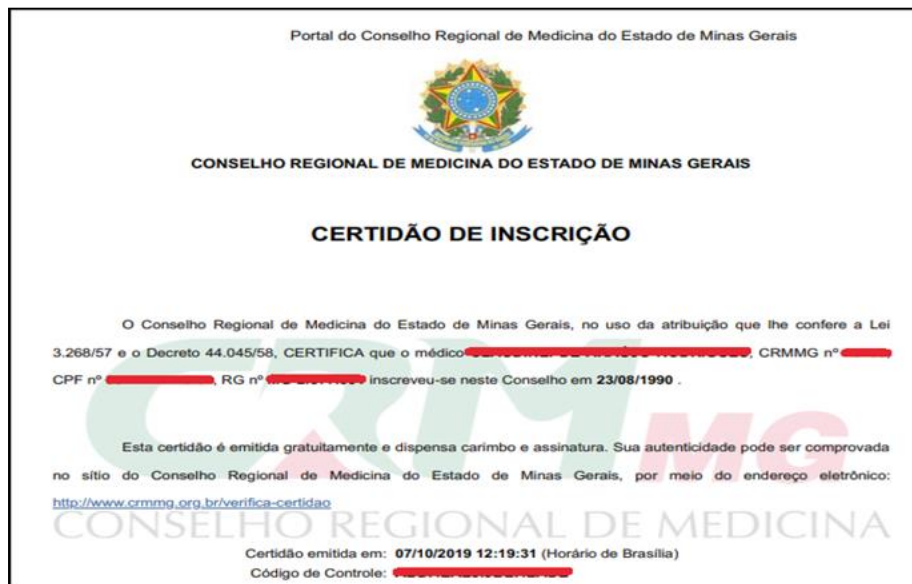 Portal do Conselho Regional de Medicina do Estado de Minas Gerais
CONSELHO REGIONAL DE MEDICINA DO ESTADO DE MINAS GERAIS
CERTIDÃO DE INSCRIÇÃO
O Conselho Regional de Medicina do Estado de Minas Gerais, no uso da atribuição que lhe confere a Lei
3.268/57 e o Decreto 44.045/58, CERTIFICA que o médico , CRMMG nº
CPF nº , RG nº inscreveu-se neste Conselho em 23/08/1990 .
Esta certidão é emitida gratuitamente e dispensa carimbo e assinatura. Sua autenticidade pode ser comprovada
no sítio do Conselho Regional de Medicina do Estado de Minas Gerais, por meio do endereço eletrônico:
http://www.crmmg.org.br/verifica-certidao
CRM MG
CONSELHO REGIONAL DE MEDICINA
Certidão emitida em: 07/10/2019 12:19:31 (Horário de Brasília)
Código de Controle: